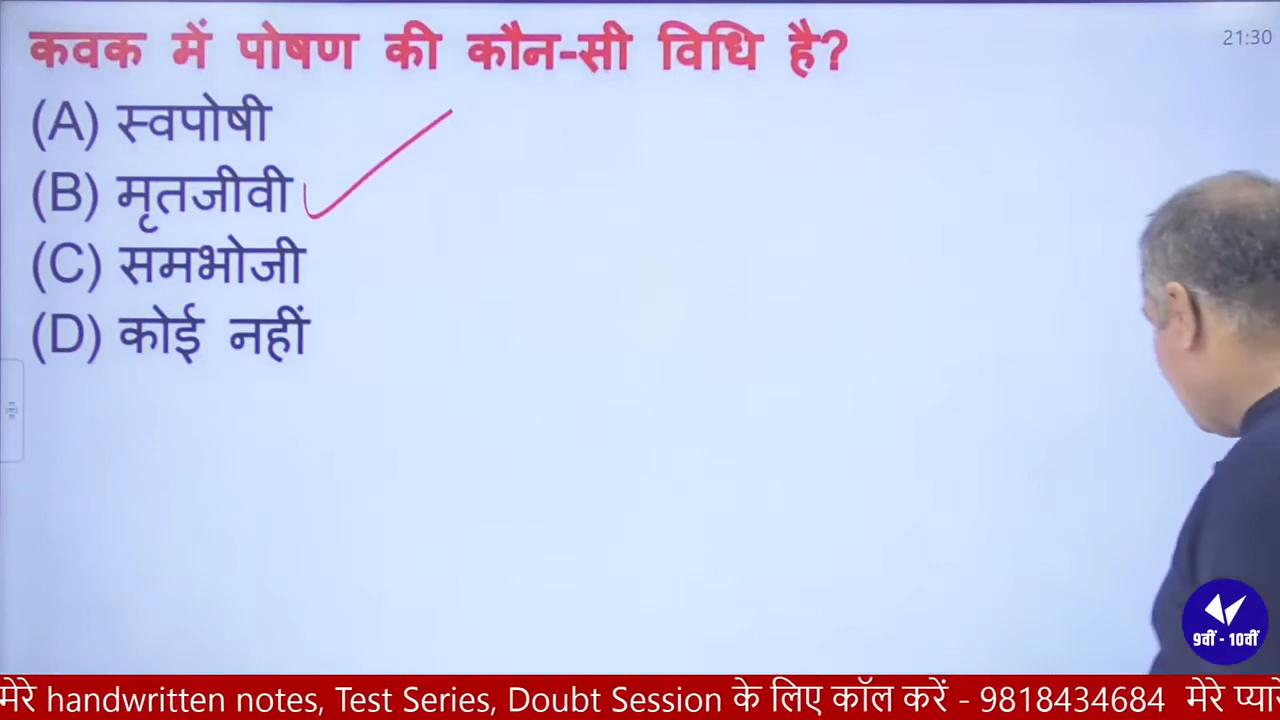 कवक में पोषण की कौन-सी विधि है?
21:30
(A) स्वपोषी
(B) मृतजीवी
(C) समभोजी
(D) कोई नहीं
9वीं - 10वीं
मेरे handwritten notes, Test Series, Doubt Session के लिए कॉल करें - 9818434684 मेरे प्यारे